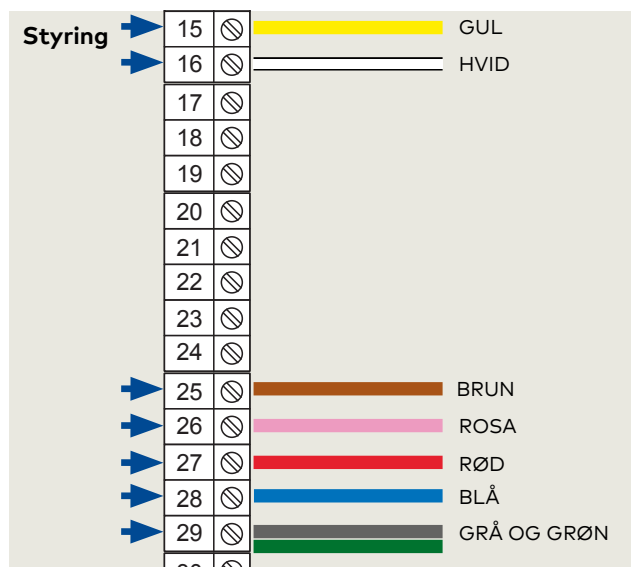 Styring 15 GUL
16 HVID
17
18
19
20
21
22
23
24
25 BRUN
26 ROSA
27 RØD
28 BLÅ
29 GRÅ OG GRØN